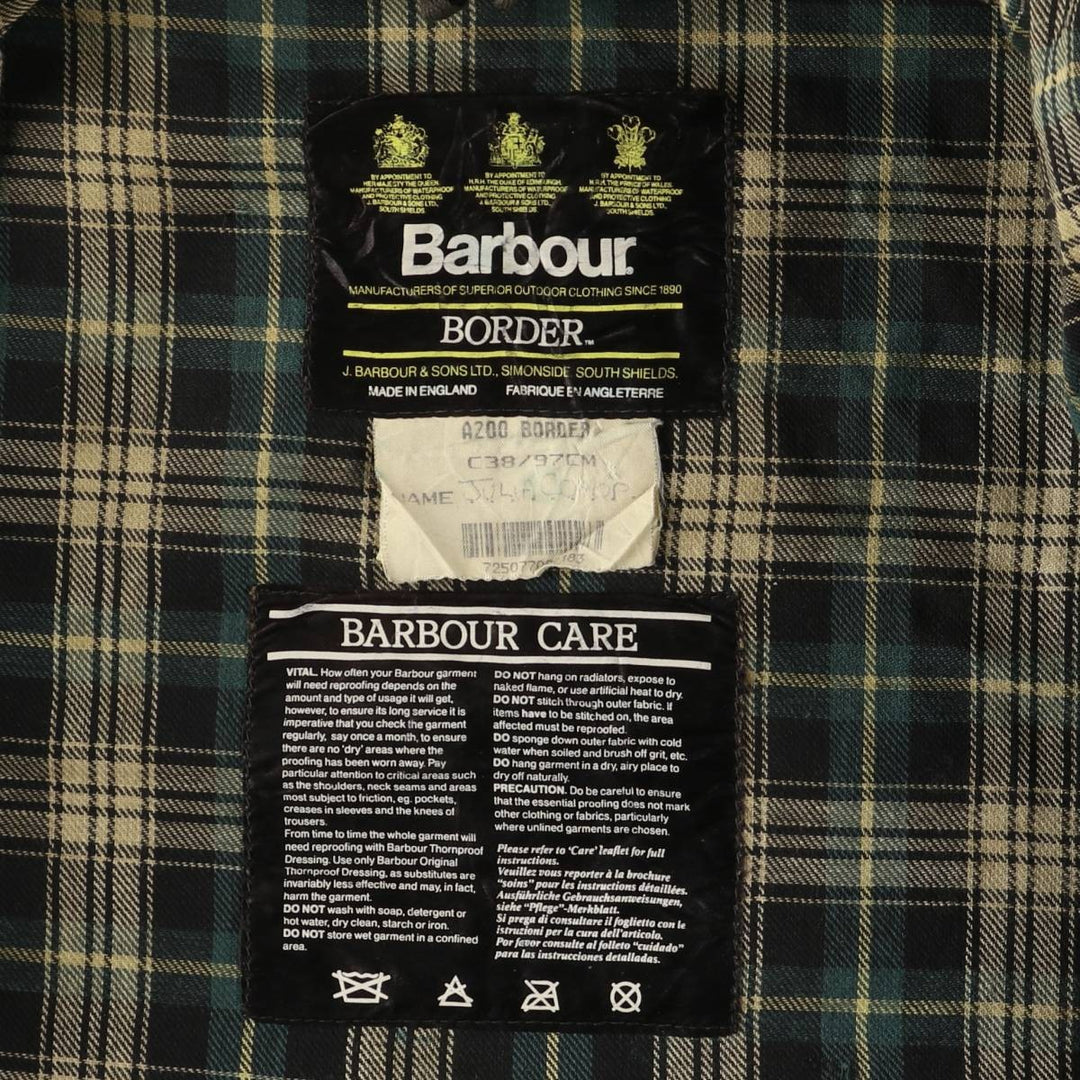 BY APPOINTMENT TO
HER MAJESTY THE QUEEN
MANUFACTURERS OF WATERPROOF
AND PROTECTIVE CLOTHING
J. BARBOUR & SONS LTD.
SOUTH SHIELDS
BY APPOINTMENT TO
H.R.H. THE DUKE OF EDINBURGH
MANUFACTURERS OF WATERPROOF
AND PROTECTIVE CLOTHING
J. BARBOUR & SONS LTD.
SOUTH SHIELDS
BY APPOINTMENT TO
H.R.H. THE PRINCE OF WALES
MANUFACTURERS OF WATERPROOF
AND PROTECTIVE CLOTHING
J. BARBOUR & SONS LTD.
SOUTH SHIELDS.
Barbour.
MANUFACTURERS OF SUPERIOR OUTDOOR CLOTHING SINCE 1890
BORDER™
J. BARBOUR & SONS LTD., SIMONSIDE SOUTH SHIELDS.
MADE IN ENGLAND FABRIQUE EN ANGLETERRE
A200 BORDER
C38/97CM
AME
BARBOUR CARE
VITAL. How often your Barbour garment
will need reproofing depends on the
amount and type of usage it will get,
however, to ensure its long service it is
imperative that you check the garment
regularly, say once a month, to ensure
there are no 'dry' areas where the
proofing has been worn away. Pay
particular attention to critical areas such
as the shoulders, neck seams and areas
most subject to friction, eg. pockets,
creases in sleeves and the knees of
trousers.
From time to time the whole garment will
need reproofing with Barbour Thornproof
Dressing. Use only Barbour Original
Thornproof Dressing, as substitutes are
invariably less effective and may, in fact,
harm the garment.
DO NOT wash with soap, detergent or
hot water, dry clean, starch or iron.
DO NOT store wet garment in a confined
area.
DO NOT hang on radiators, expose to
naked flame, or use artificial heat to dry.
DO NOT stitch through outer fabric. If
items have to be stitched on, the area
affected must be reproofed.
DO sponge down outer fabric with cold
water when soiled and brush off grit, etc.
DO hang garment in a dry, airy place to
dry off naturally.
PRECAUTION. Do be careful to ensure
that the essential proofing does not mark
other clothing or fabrics, particularly
where unlined garments are chosen.
Please refer to 'Care' leaflet for full
instructions.
Veuillez vous reporter à la brochure
"soins" pour les instructions détaillées.
Ausführliche Gebrauchsanweisungen,
siehe "Pflege"-Merkblatt.
Si prega di consultare il foglietto con le
istruzioni per la cura dell'articolo.
Por favor consulte al folleto "cuidado"
para las instrucciones detalladas.